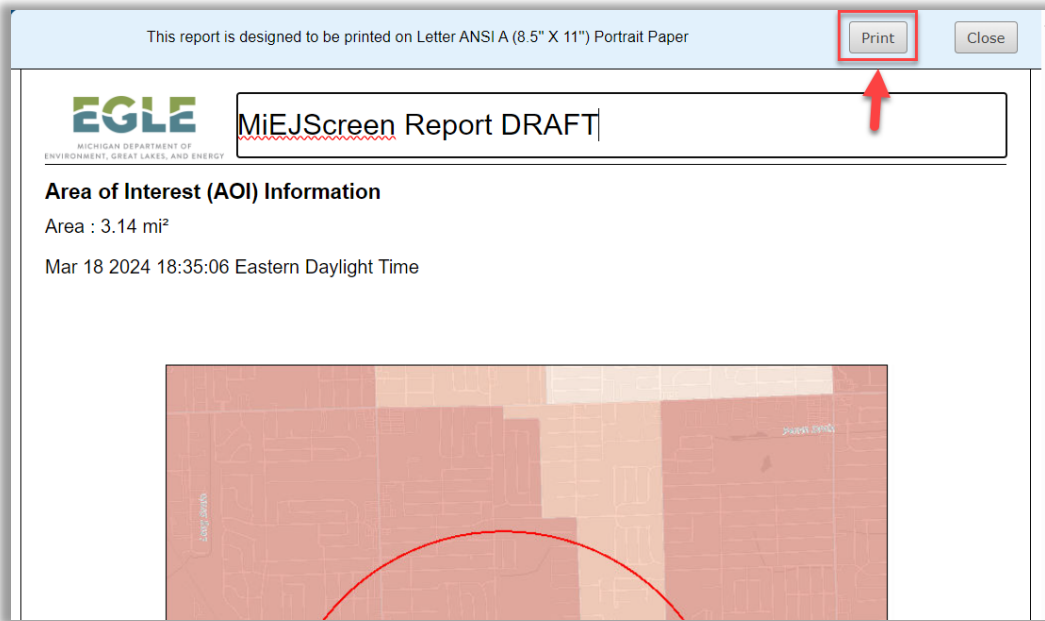 This report is designed to be printed on Letter ANSI A (8.5" X 11") Portrait Paper
Print
Close
EGLE
MICHIGAN DEPARTMENT OF
ENVIRONMENT, GREAT LAKES, AND ENERGY
MiEJScreen Report DRAFT
Area of Interest (AOI) Information
Area : 3.14 mi²
Mar 18 2024 18:35:06 Eastern Daylight Time